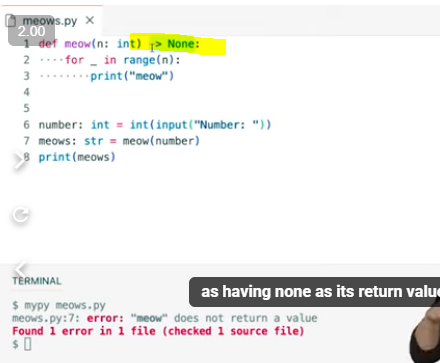 meows.py ×
2.00
1 def meow(n: int) -> None:
2 ····for _ in range(n):
3 ········print("meow")
4
5
6 number: int = int(input("Number: "))
7 meows: str = meow(number)
8 print(meows)
TERMINAL
as having none as its return value
$ mypy meows.py
meows.py:7: error: "meow" does not return a value
Found 1 error in 1 file (checked 1 source file)
$